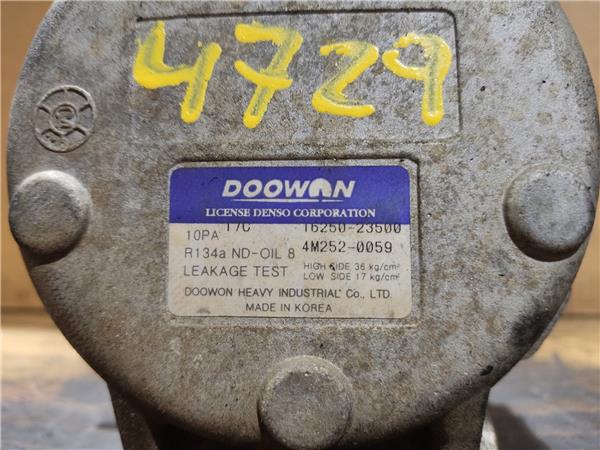 4729
DOOWON
LICENSE DENSO CORPORATION
10PA 17C 16250-23500
R134a ND-OIL 8 4M252-0059
LEAKAGE TEST HIGH SIDE 36 kg/cm²
LOW SIDE 17 kg/cm²
DOOWON HEAVY INDUSTRIAL Co., LTD.
MADE IN KOREA